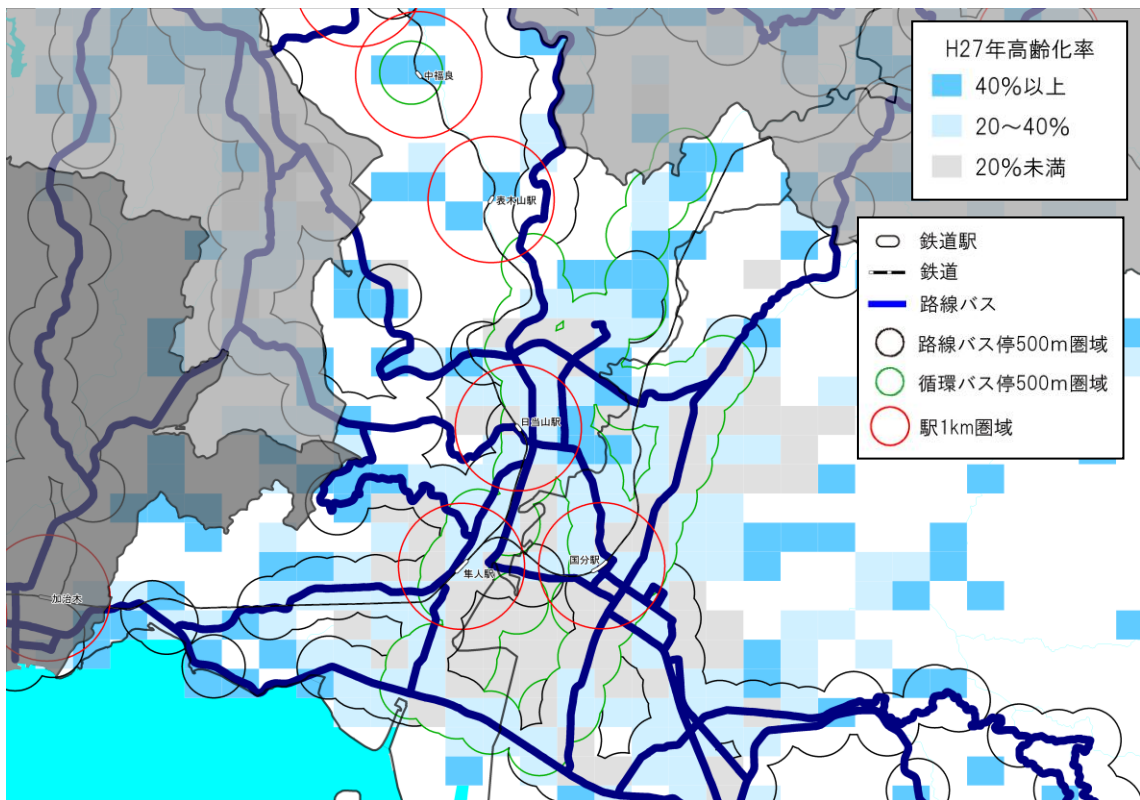 H27年高齢化率
40%以上
20～40%
20%未満
鉄道駅
鉄道
路線バス
路線バス停500m圏域
循環バス停500m圏域
駅1km圏域
中福良
表木山駅
日当山駅
国分駅
隼人駅
加治木